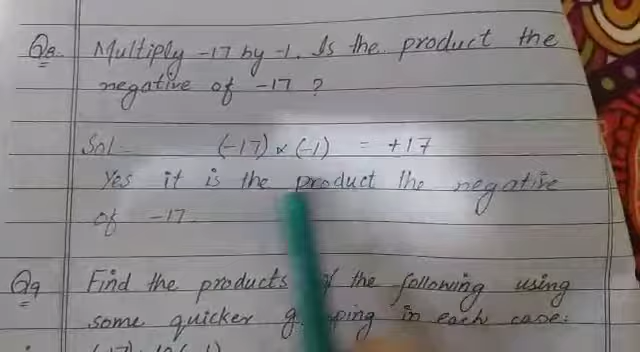 Q8. Multiply -17 by -1. Is the product the
negative of -17 ?
Sol- (-17) × (-1) = +17
Yes it is the product the negative
of -17
Q9 Find the products the following using
some quicker in each case: